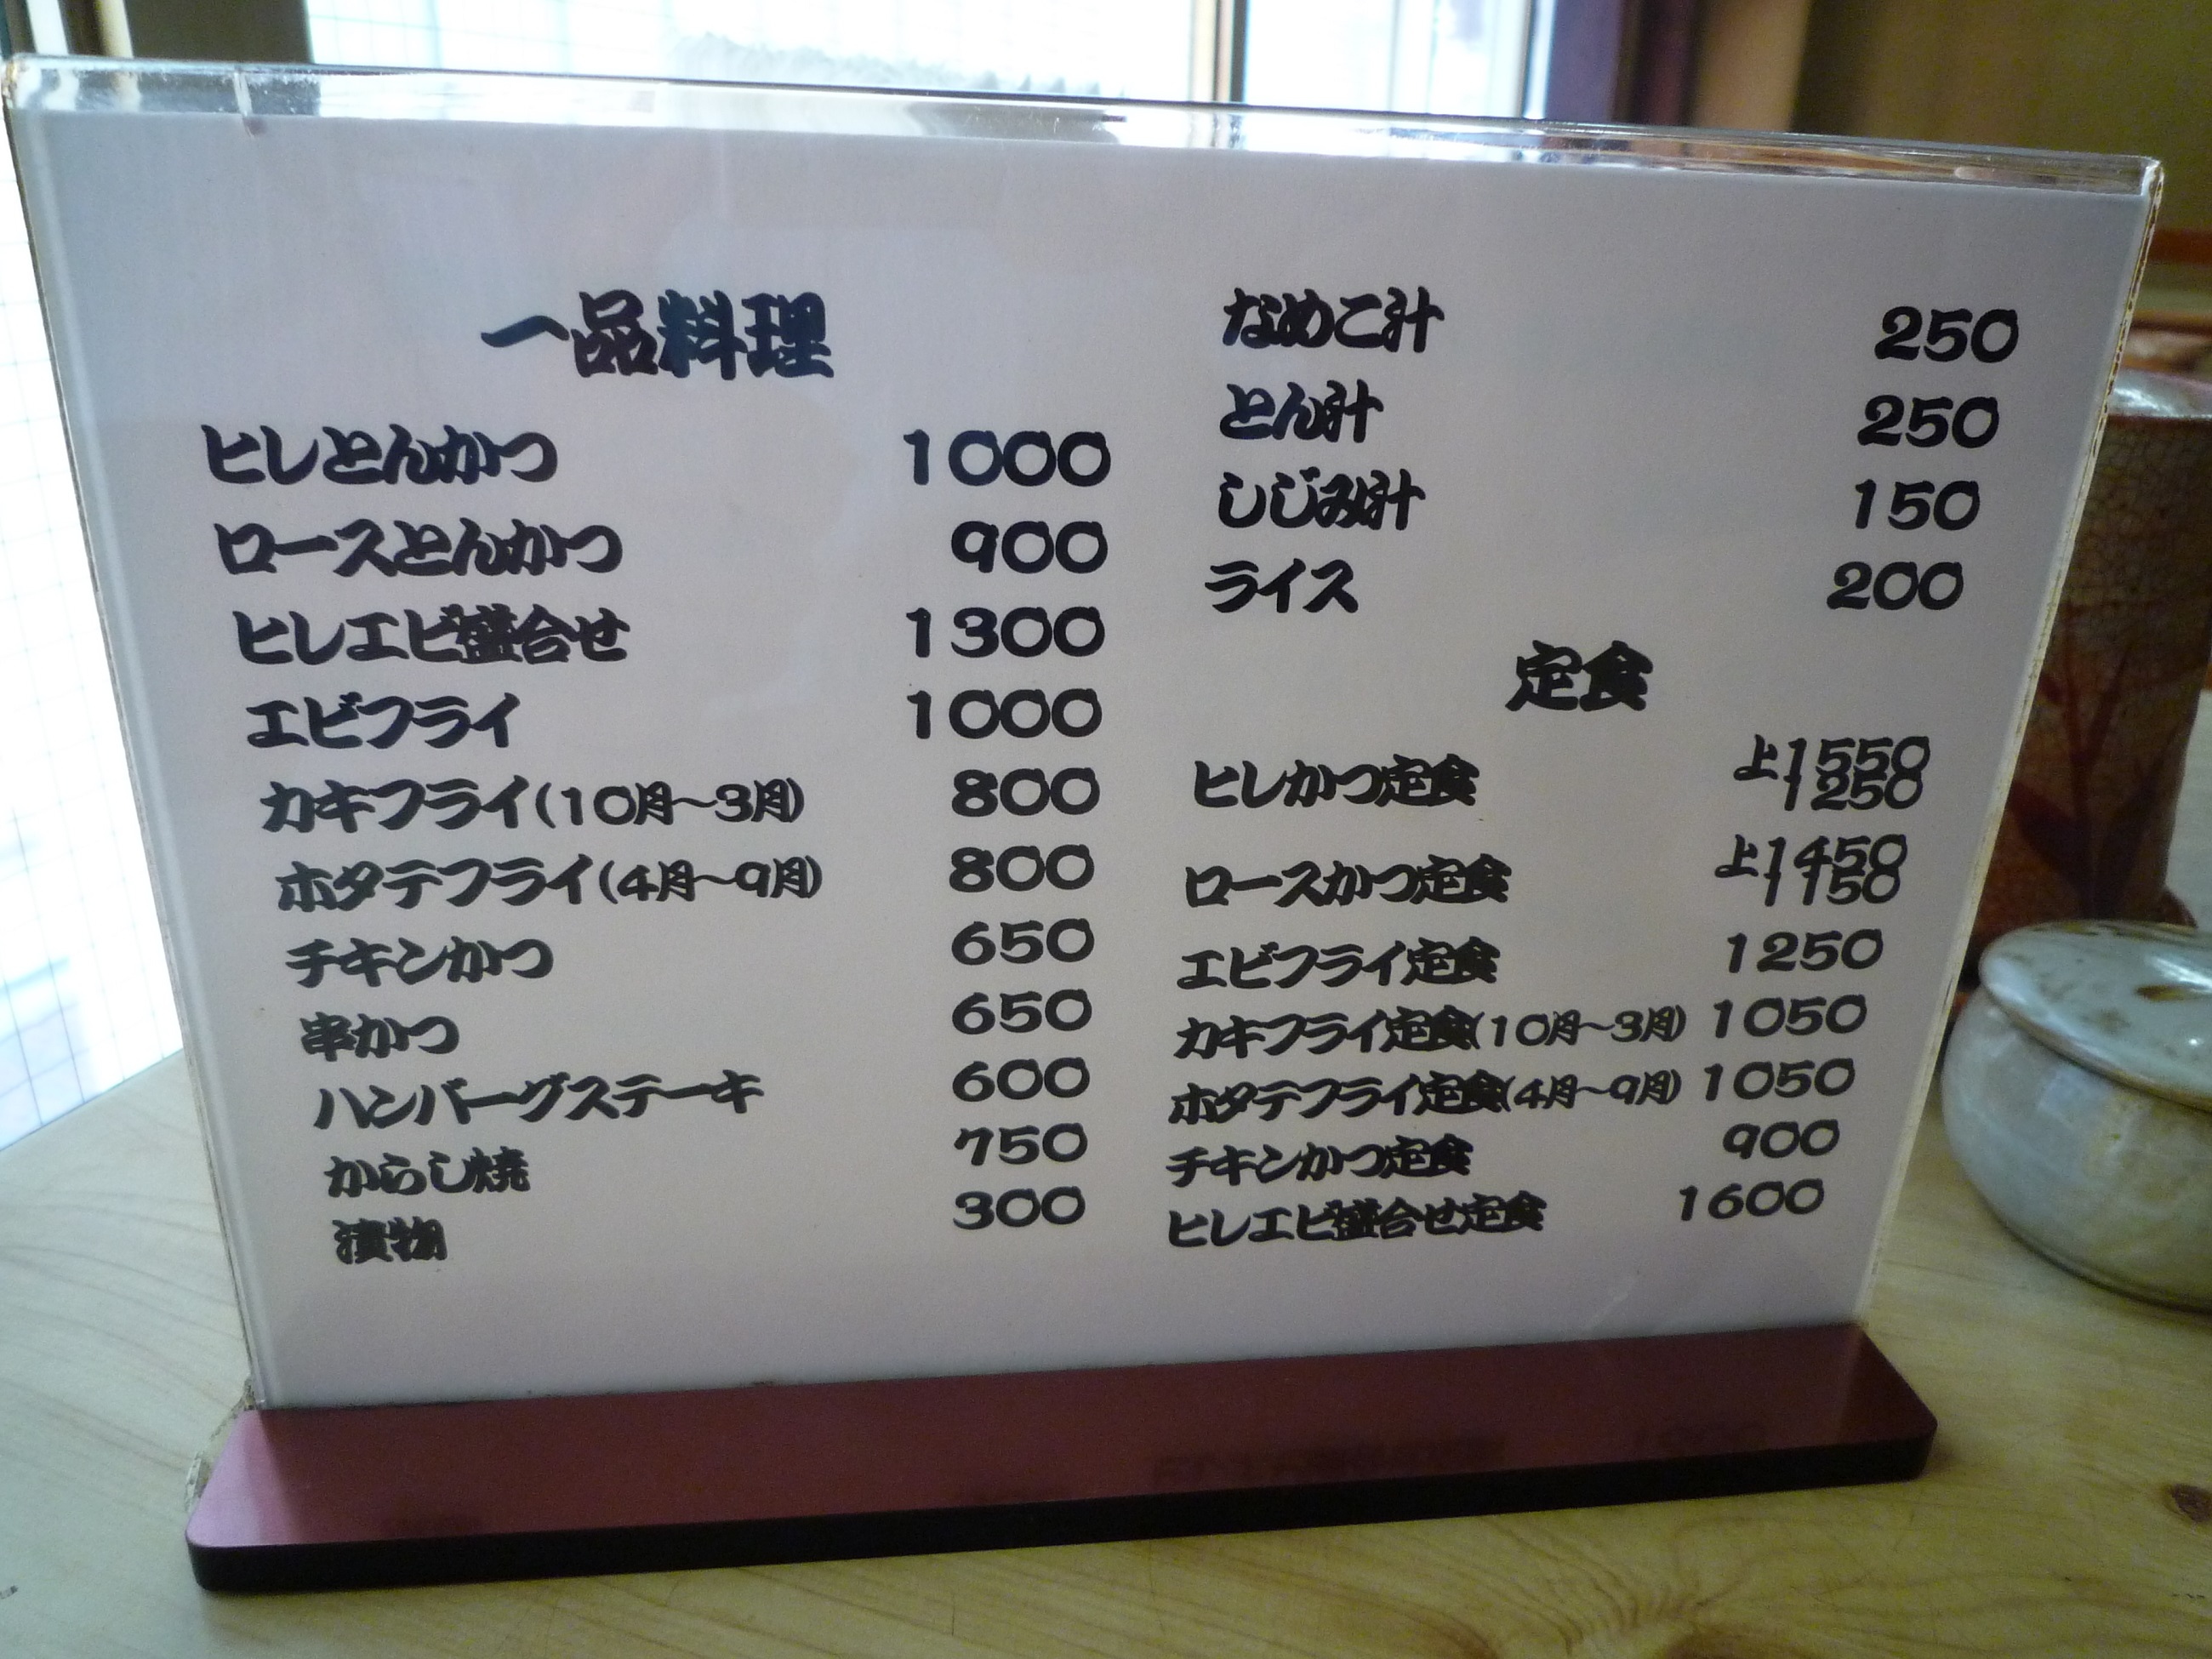 一品料理
ヒレとんかつ 1000
ロースとんかつ 900
ヒレエビ盛合せ 1300
エビフライ 1000
カキフライ(10月～3月) 800
ホタテフライ(4月～9月) 800
チキンかつ 650
串かつ 650
ハンバーグステーキ 600
からし焼 750
漬物 300
なめこ汁 250
とん汁 250
しじみ汁 150
ライス 200
定食
ヒレかつ定食 上1550
1250
ロースかつ定食 上1450
1150
エビフライ定食 1250
カキフライ定食(10月～3月) 1050
ホタテフライ定食(4月～9月) 1050
チキンかつ定食 900
ヒレエビ盛合せ定食 1600